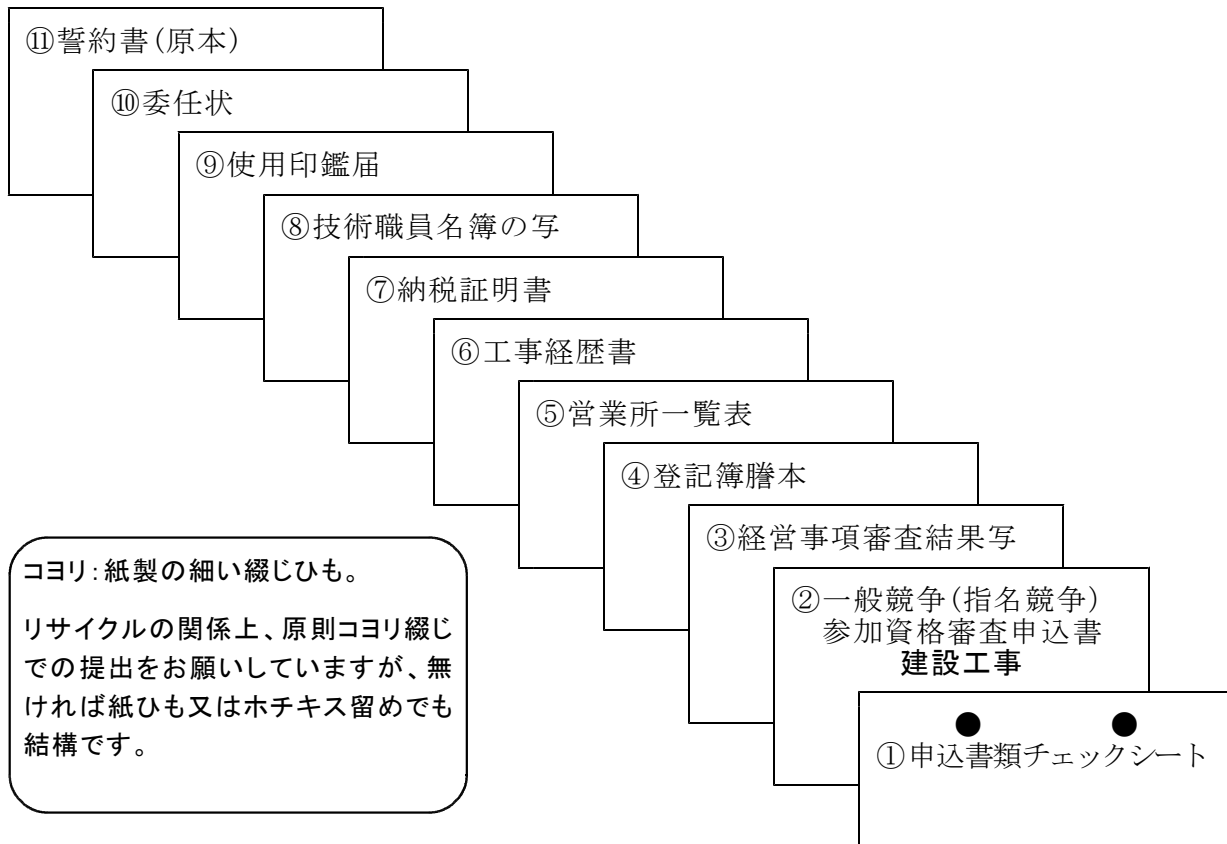 ⑪誓約書(原本)
⑩委任状
⑨使用印鑑届
⑧技術職員名簿の写
⑦納税証明書
⑥工事経歴書
⑤営業所一覧表
④登記簿謄本
③経営事項審査結果写
②一般競争(指名競争)
参加資格審査申込書
建設工事
①申込書類チェックシート
コヨリ:紙製の細い綴じひも。
リサイクルの関係上、原則コヨリ綴じ
での提出をお願いしていますが、無
ければ紙ひも又はホチキス留めでも
結構です。